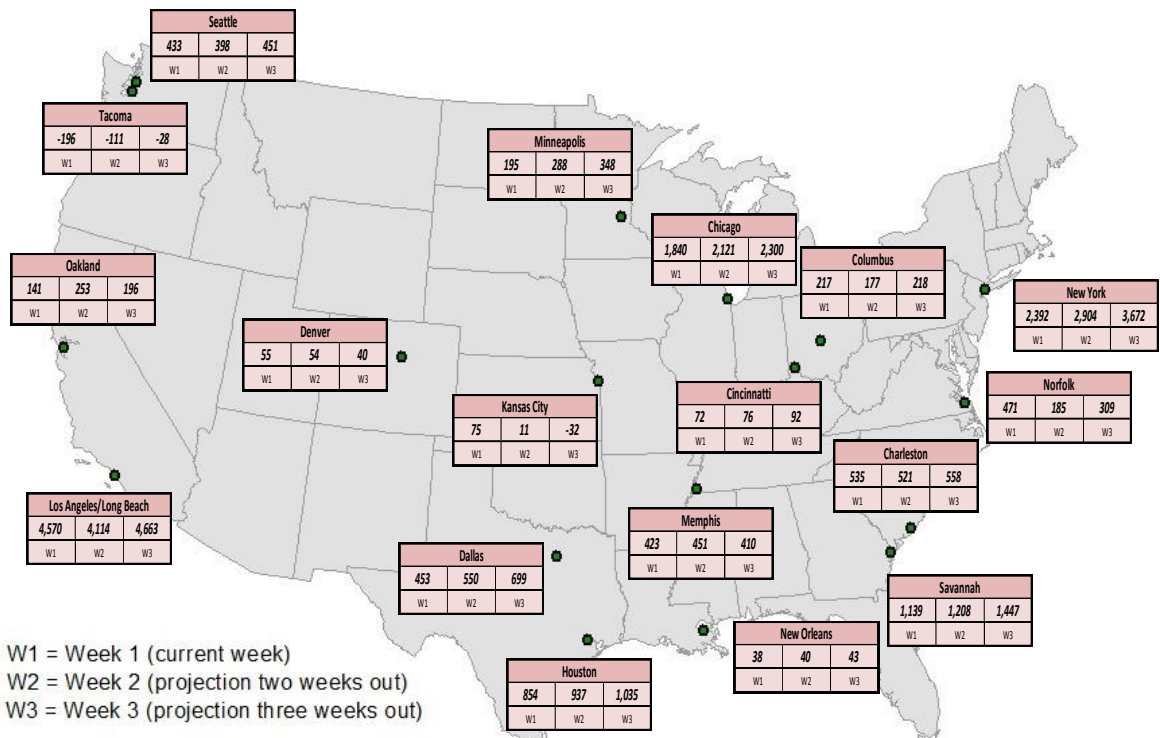 Seattle
433 398 451
W1 W2 W3
Tacoma
-196 -111 -28
W1 W2 W3
Minneapolis
195 288 348
W1 W2 W3
Chicago
1,840 2,121 2,300
W1 W2 W3
Columbus
217 177 218
W1 W2 W3
Oakland
141 253 196
W1 W2 W3
New York
2,392 2,904 3,672
W1 W2 W3
Denver
55 54 40
W1 W2 W3
Norfolk
471 185 309
W1 W2 W3
Cincinnatti
72 76 92
W1 W2 W3
Kansas City
75 11 -32
W1 W2 W3
Charleston
535 521 558
W1 W2 W3
Los Angeles/Long Beach
4,570 4,114 4,663
W1 W2 W3
Memphis
423 451 410
W1 W2 W3
Dallas
453 550 699
W1 W2 W3
Savannah
1,139 1,208 1,447
W1 W2 W3
New Orleans
38 40 43
W1 W2 W3
Houston
854 937 1,035
W1 W2 W3
W1 = Week 1 (current week)
W2 = Week 2 (projection two weeks out)
W3 = Week 3 (projection three weeks out)